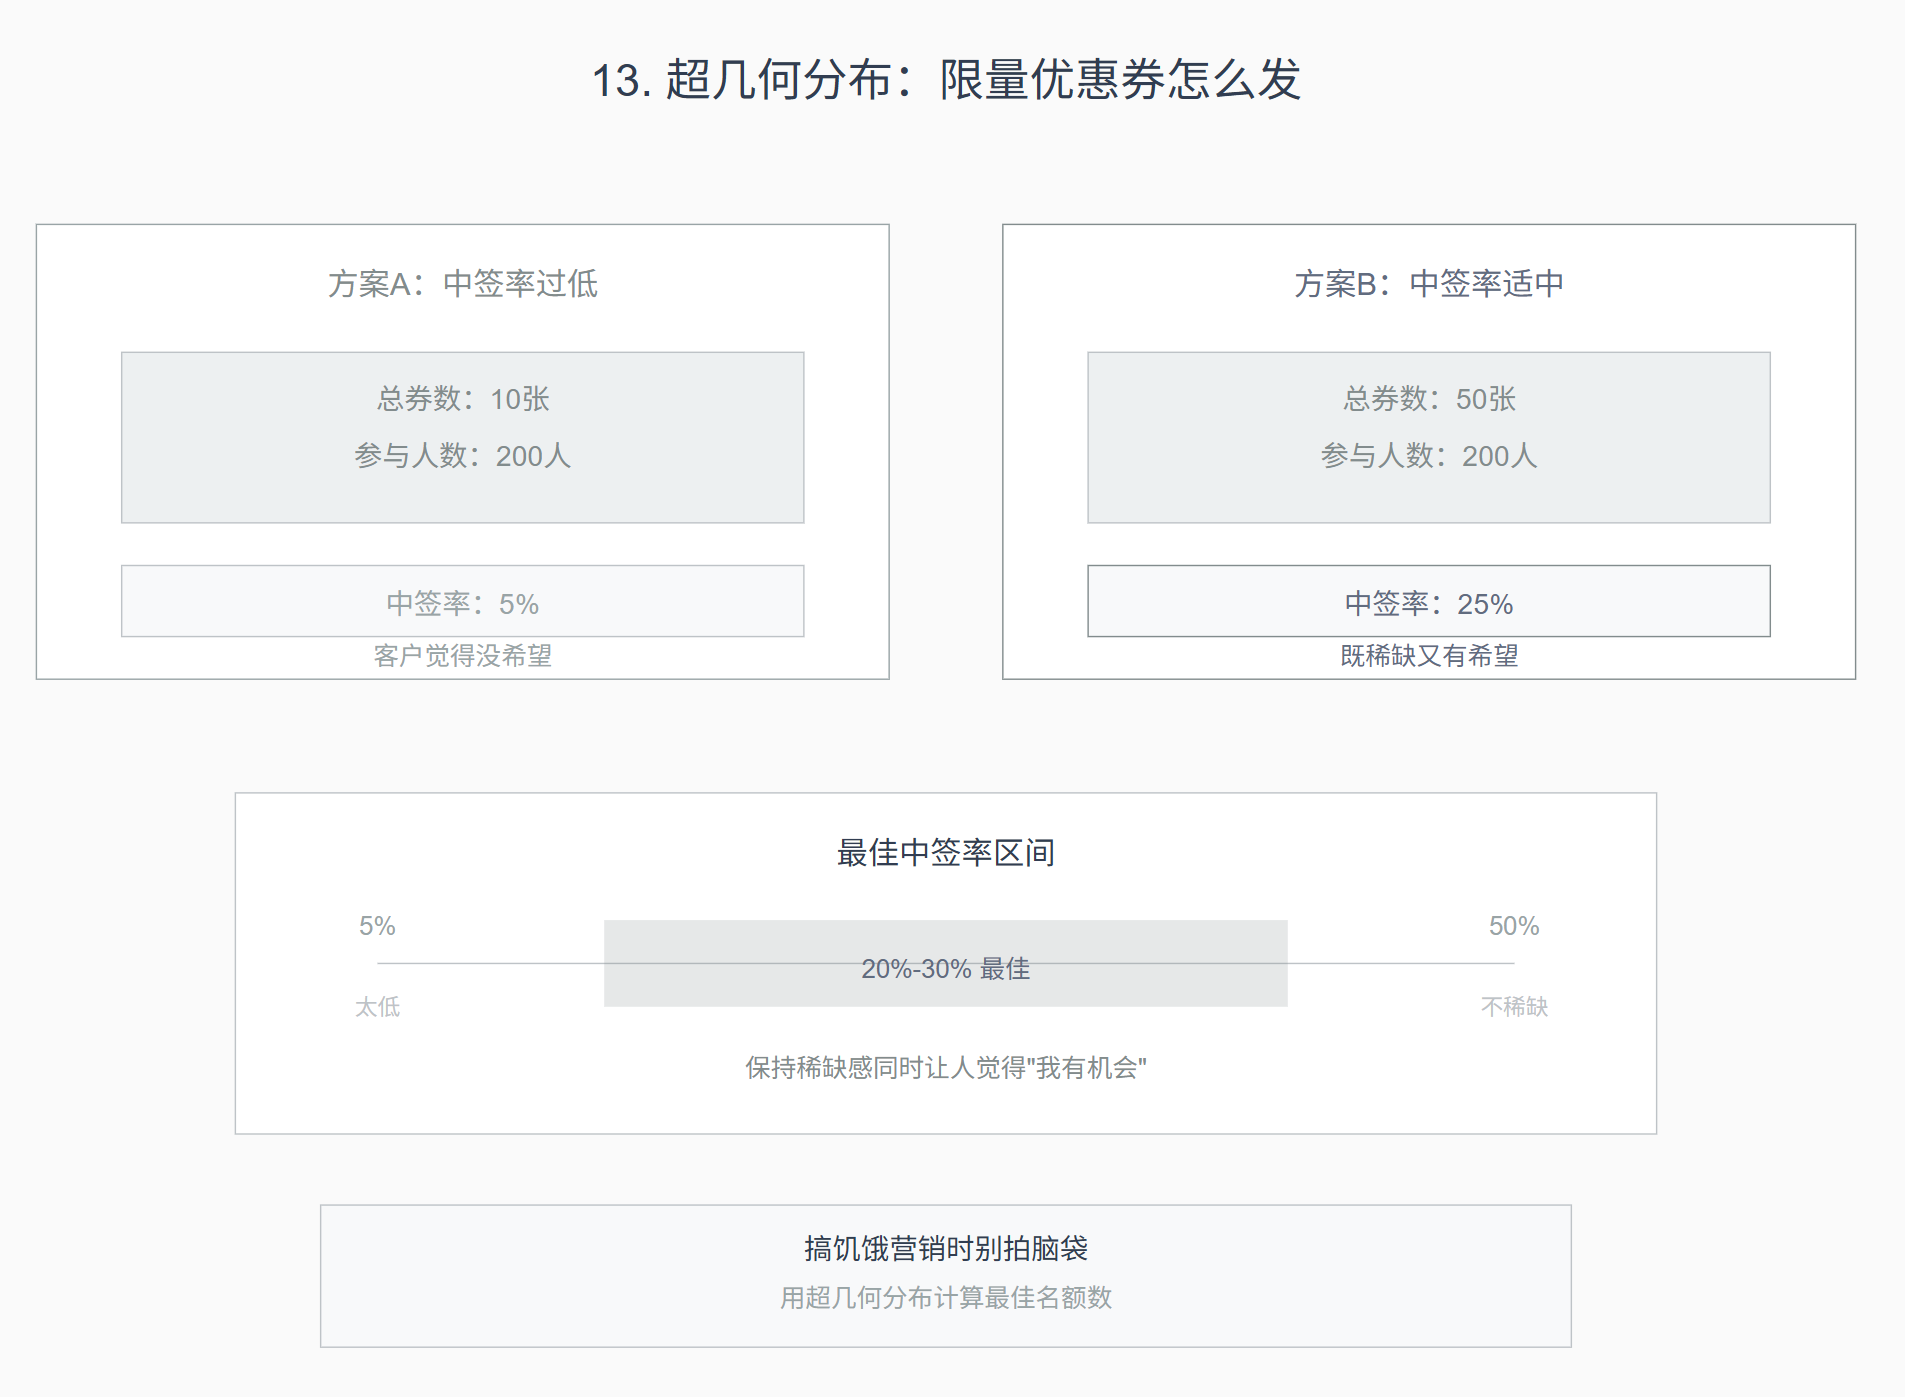 13. 超几何分布：限量优惠券怎么发
方案A：中签率过低
总券数：10张
参与人数：200人
中签率：5%
客户觉得没希望
方案B：中签率适中
总券数：50张
参与人数：200人
中签率：25%
既稀缺又有希望
最佳中签率区间
5%
20%-30% 最佳
50%
太低
不稀缺
保持稀缺感同时让人觉得"我有机会"
搞饥饿营销时别拍脑袋
用超几何分布计算最佳名额数